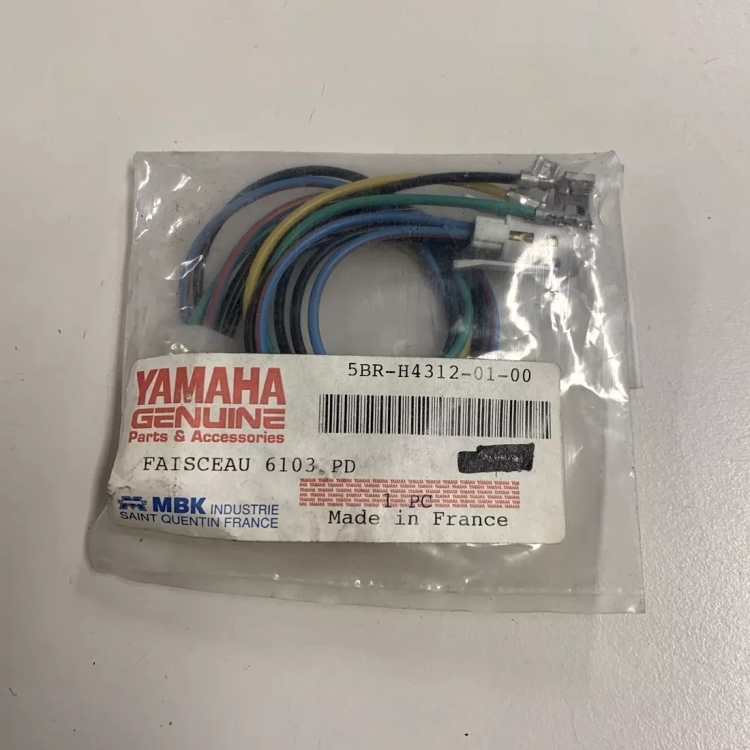 5BR-H4312-01-00
YAMAHA
GENUINE
Parts & Accessories
FAISCEAU 6103 PD
1 PC
MBK INDUSTRIE
SAINT QUENTIN FRANCE
Made in France